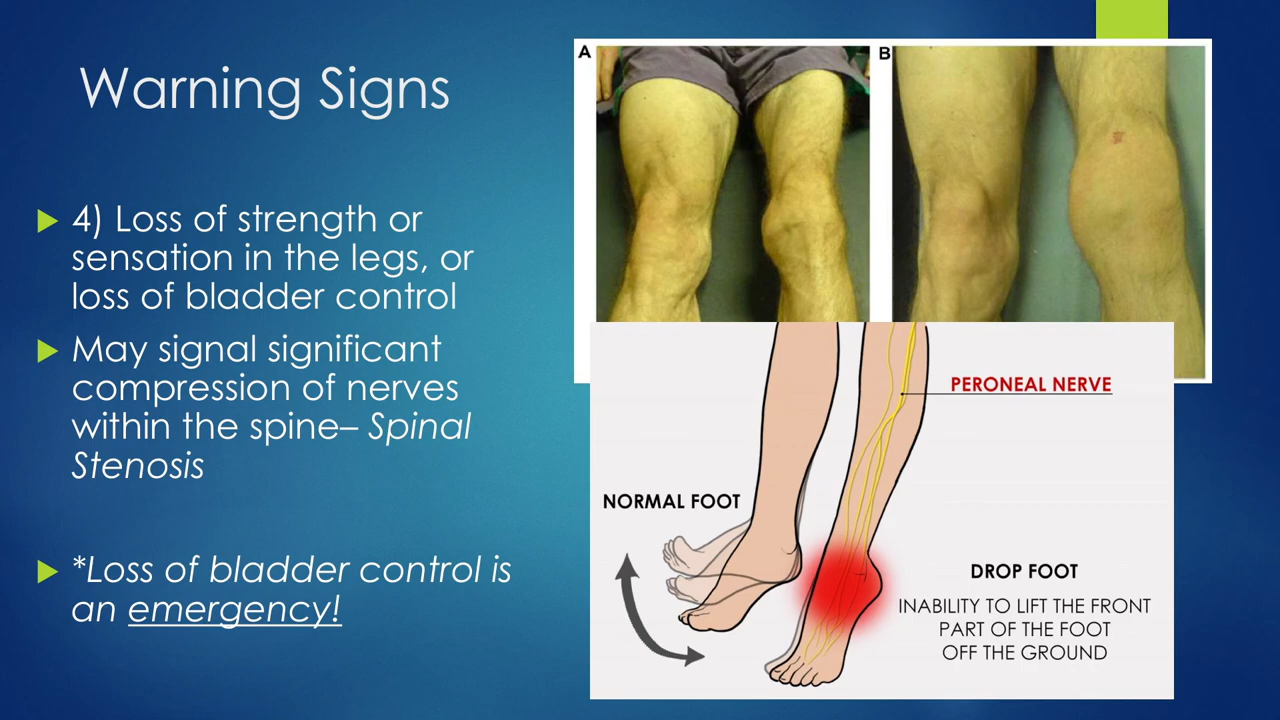 Warning Signs
4) Loss of strength or
sensation in the legs, or
loss of bladder control
May signal significant
compression of nerves
within the spine– Spinal
Stenosis
*Loss of bladder control is
an emergency!
A
B
PERONEAL NERVE
NORMAL FOOT
DROP FOOT
INABILITY TO LIFT THE FRONT
PART OF THE FOOT
OFF THE GROUND